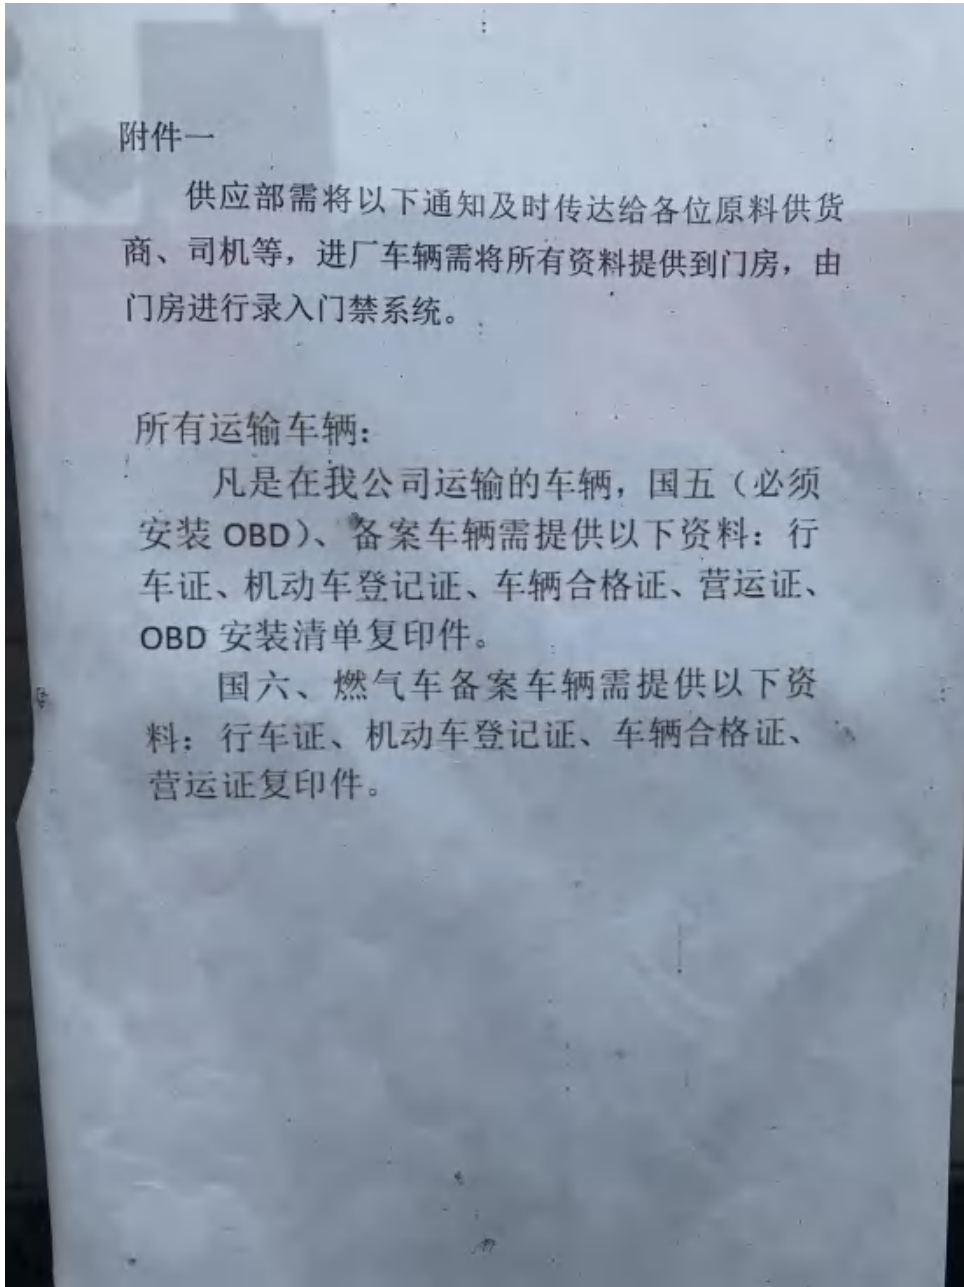 附件一
供应部需将以下通知及时传达给各位原料供货
商、司机等，进厂车辆需将所有资料提供到门房，由
门房进行录入门禁系统。
所有运输车辆：
凡是在我公司运输的车辆，国五（必须
安装 OBD）、备案车辆需提供以下资料：行
车证、机动车登记证、车辆合格证、营运证、
OBD 安装清单复印件。
国六、燃气车备案车辆需提供以下资
料：行车证、机动车登记证、车辆合格证、
营运证复印件。